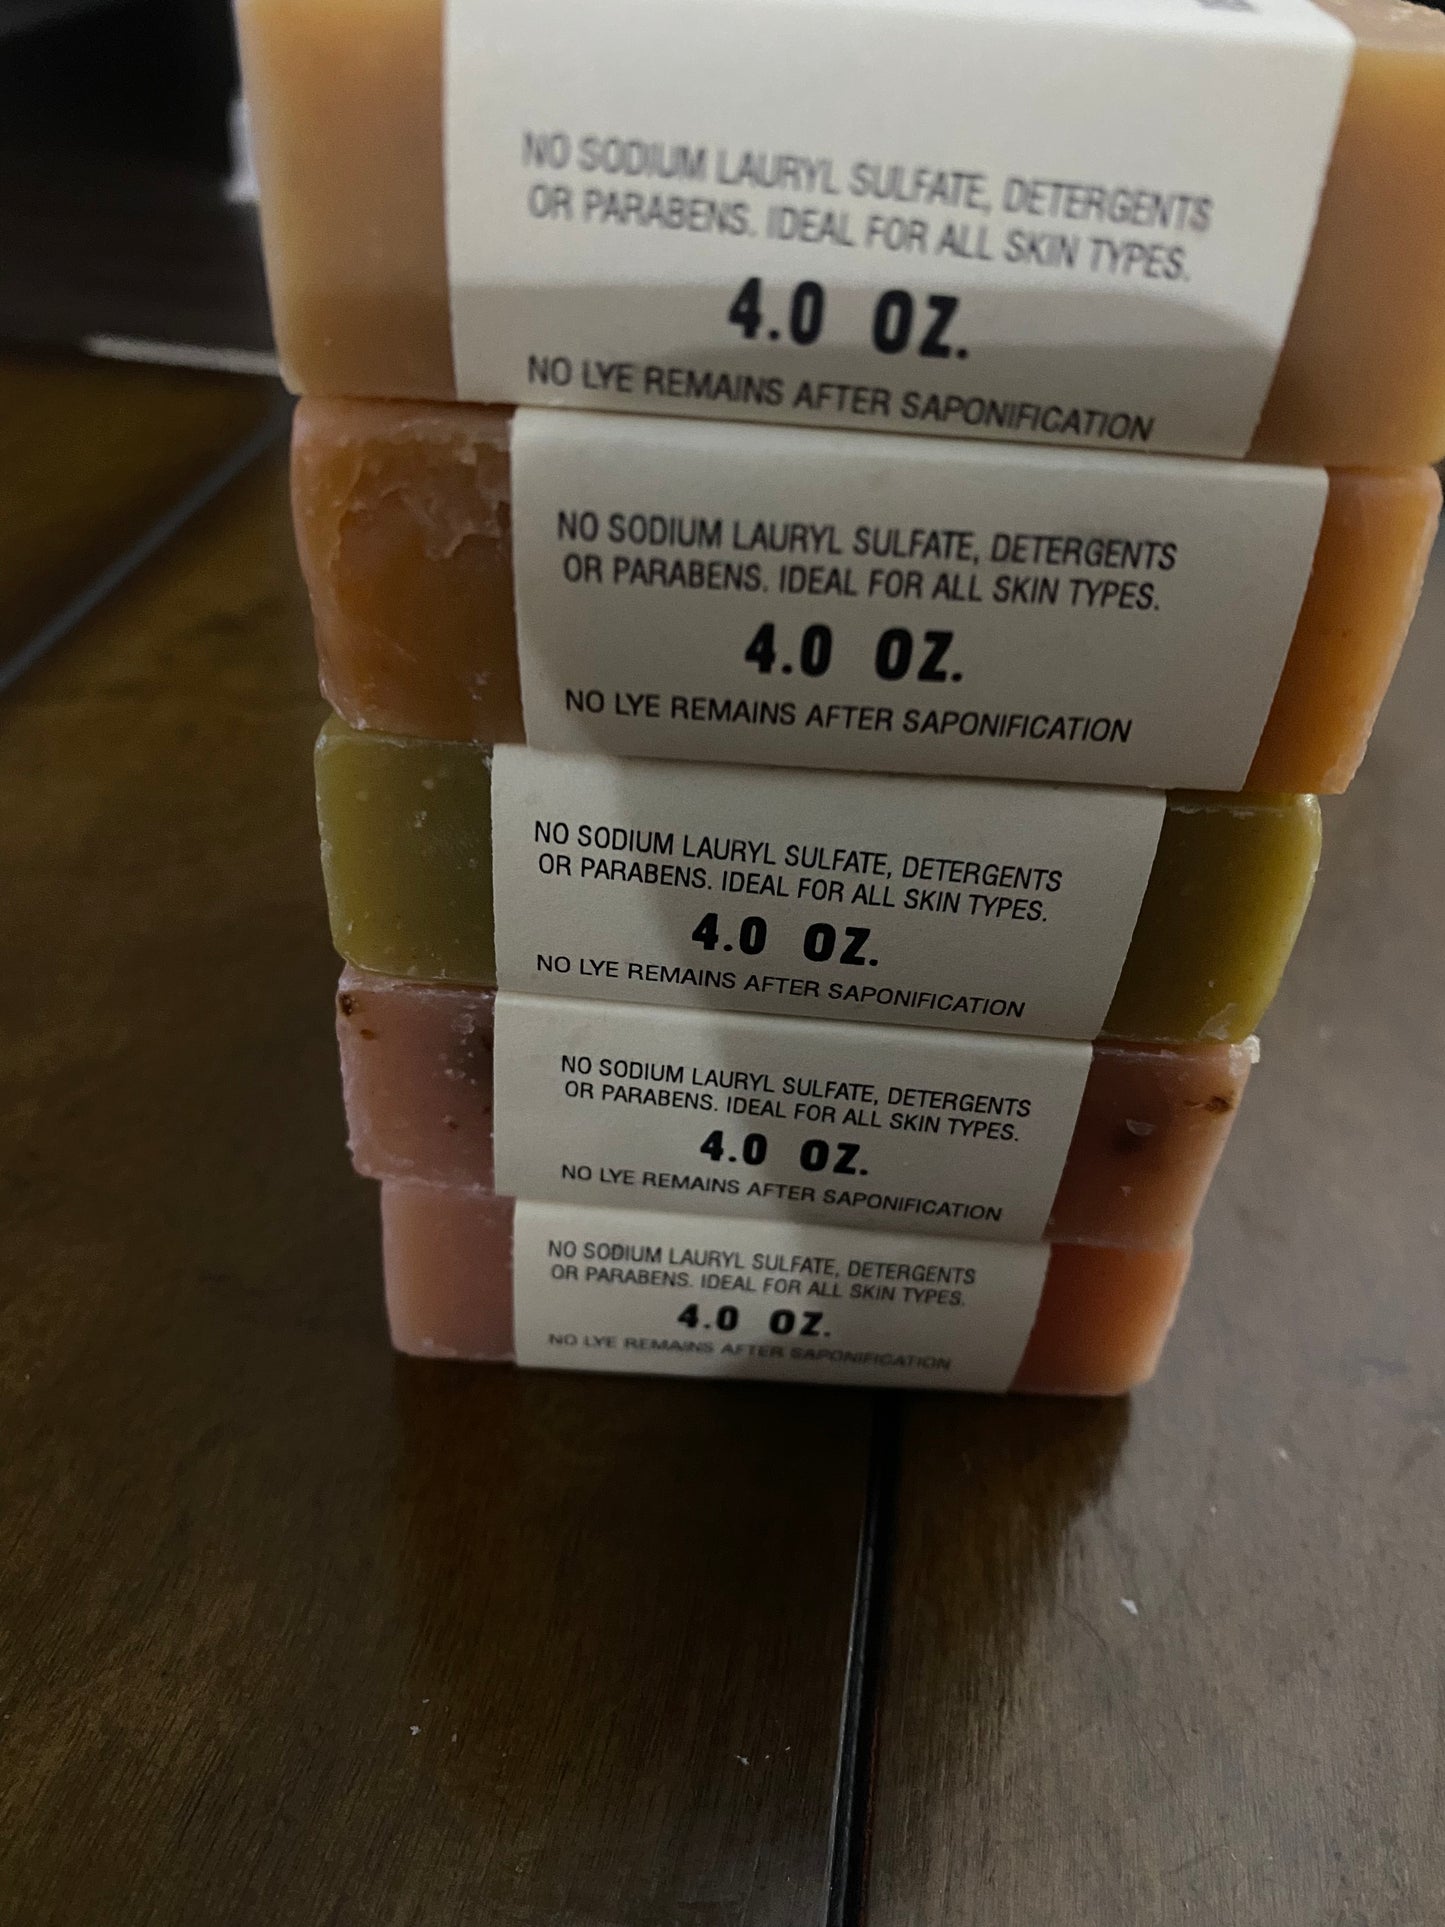 NO SODIUM LAURYL SULFATE, DETERGENTS
OR PARABENS. IDEAL FOR ALL SKIN TYPES.
4.0 OZ.
NO LYE REMAINS AFTER SAPONIFICATION
NO SODIUM LAURYL SULFATE, DETERGENTS
OR PARABENS. IDEAL FOR ALL SKIN TYPES.
4.0 OZ.
NO LYE REMAINS AFTER SAPONIFICATION
NO SODIUM LAURYL SULFATE, DETERGENTS
OR PARABENS. IDEAL FOR ALL SKIN TYPES.
4.0 OZ.
NO LYE REMAINS AFTER SAPONIFICATION
NO SODIUM LAURYL SULFATE, DETERGENTS
OR PARABENS. IDEAL FOR ALL SKIN TYPES.
4.0 OZ.
NO LYE REMAINS AFTER SAPONIFICATION
NO SODIUM LAURYL SULFATE, DETERGENTS
OR PARABENS. IDEAL FOR ALL SKIN TYPES.
4.0 OZ.
NO LYE REMAINS AFTER SAPONIFICATION